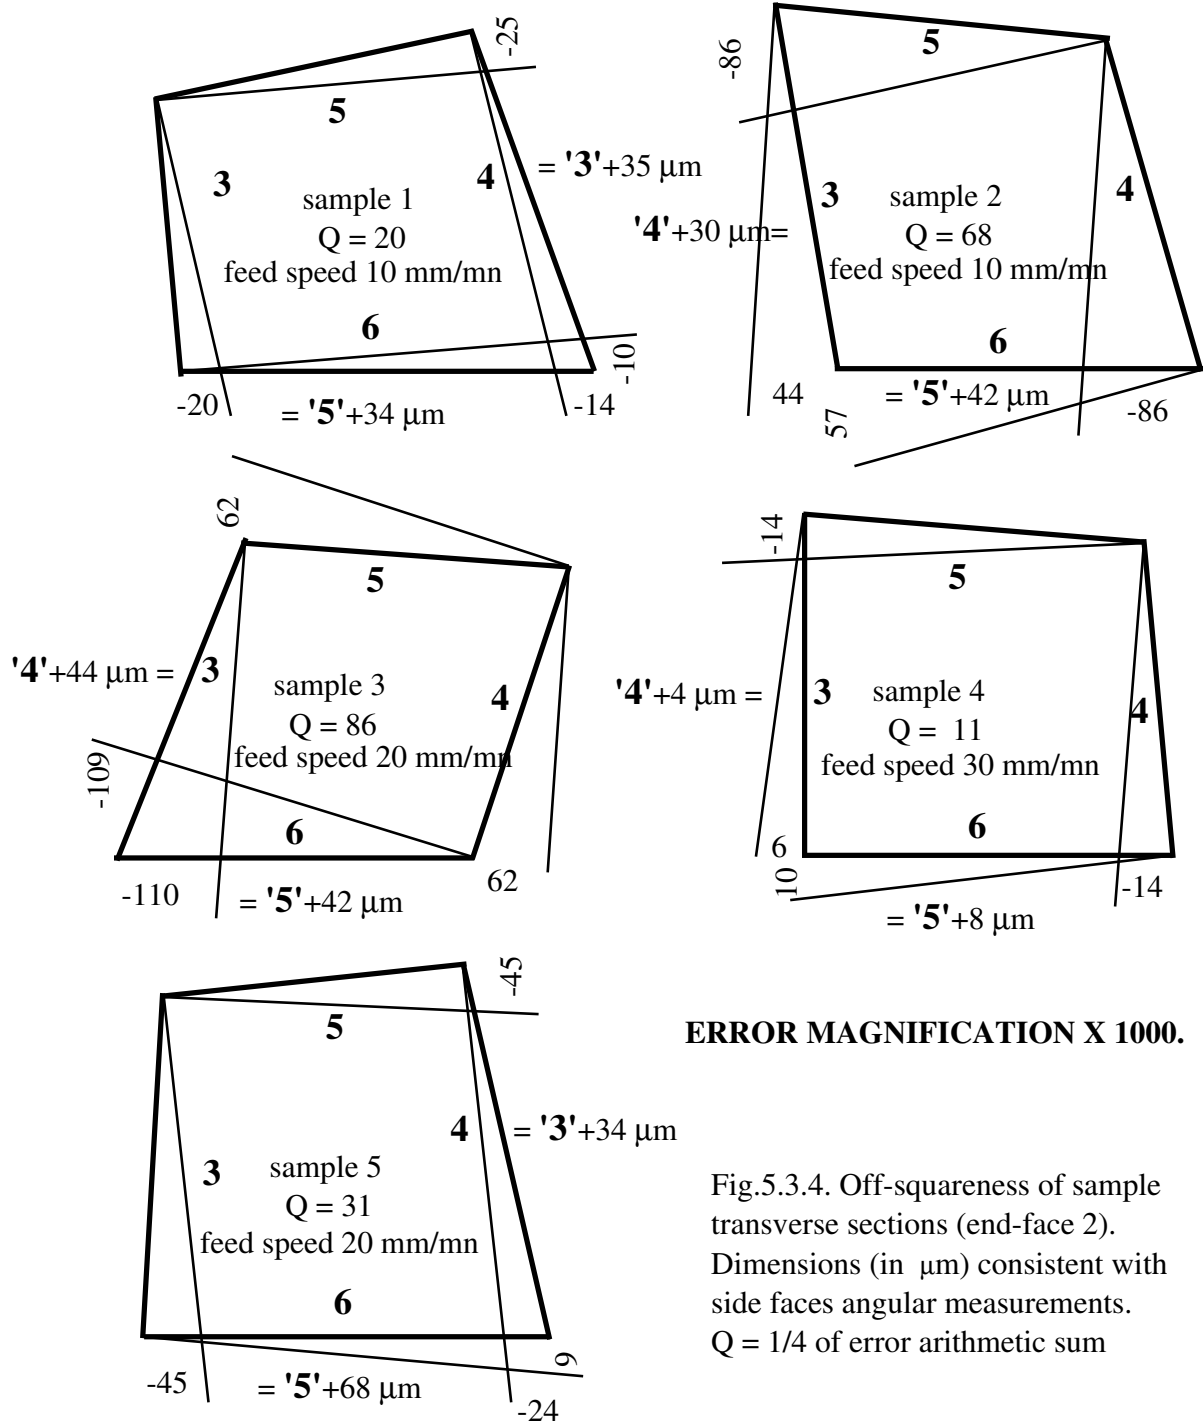 -25
5
3
4
= '3'+35 μm
sample 1
Q = 20
feed speed 10 mm/mn
6
-10
-20
= '5'+34 μm
-14
-86
5
3
4
sample 2
'4'+30 μm=
Q = 68
feed speed 10 mm/mn
6
44
57
= '5'+42 μm
-86
62
5
'4'+44 μm =
3
4
sample 3
Q = 86
feed speed 20 mm/mn
-109
6
-110
= '5'+42 μm
62
-14
5
'4'+4 μm =
3
4
sample 4
Q = 11
feed speed 30 mm/mn
6
6
10
-14
= '5'+8 μm
-45
5
4
= '3'+34 μm
3
sample 5
Q = 31
feed speed 20 mm/mn
6
9
-45
= '5'+68 μm
-24
ERROR MAGNIFICATION X 1000.
Fig.5.3.4. Off-squareness of sample
transverse sections (end-face 2).
Dimensions (in μm) consistent with
side faces angular measurements.
Q = 1/4 of error arithmetic sum